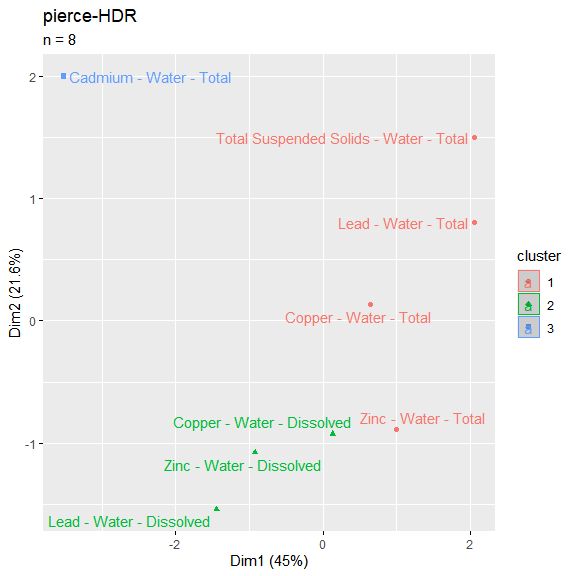 pierce-HDR
n = 8
2
Cadmium - Water - Total
Total Suspended Solids - Water - Total
1
Lead - Water - Total
Dim2 (21.6%)
0
Copper - Water - Total
Copper - Water - Dissolved
Zinc - Water - Total
-1
Zinc - Water - Dissolved
Lead - Water - Dissolved
-2
0
2
Dim1 (45%)
cluster
a 1
a 2
a 3